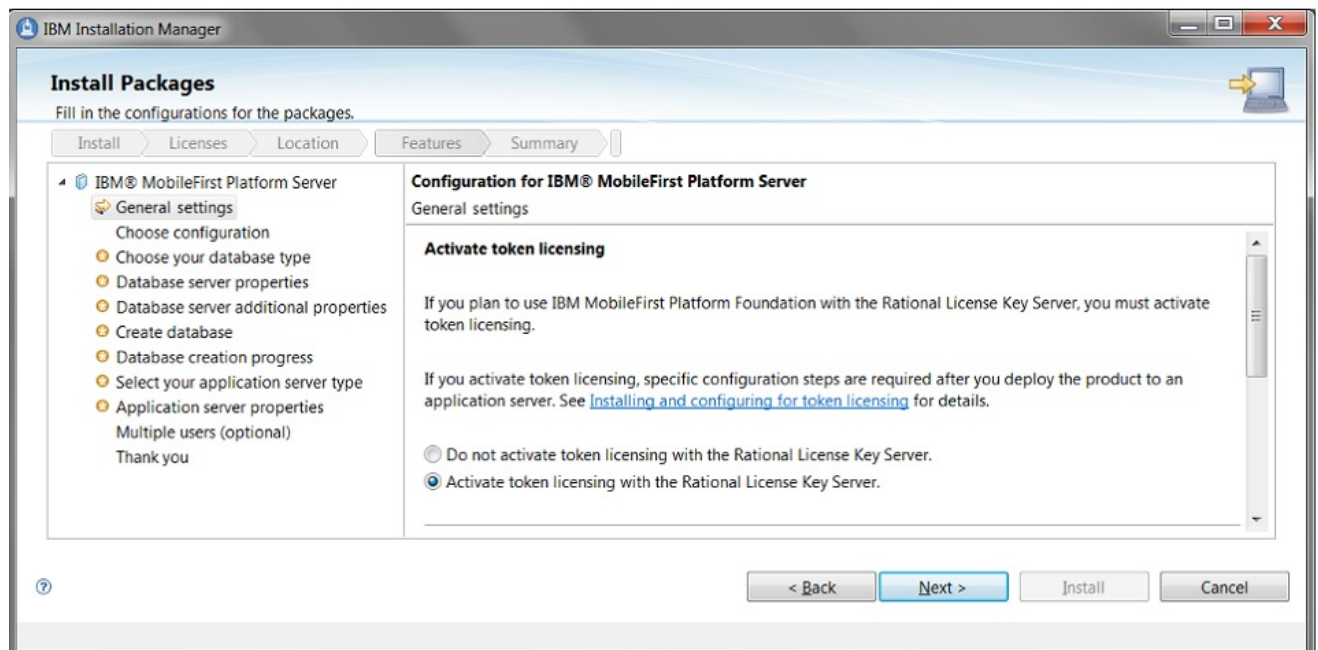 IBM Installation Manager
Install Packages
Fill in the configurations for the packages.
Install
Licenses
Location
Features
Summary
IBM® MobileFirst Platform Server
General settings
Choose configuration
Choose your database type
Database server properties
Database server additional properties
Create database
Database creation progress
Select your application server type
Application server properties
Multiple users (optional)
Thank you
Configuration for IBM® MobileFirst Platform Server
General settings
Activate token licensing
If you plan to use IBM MobileFirst Platform Foundation with the Rational License Key Server, you must activate
token licensing.
If you activate token licensing, specific configuration steps are required after you deploy the product to an
application server. See Installing and configuring for token licensing for details.
Do not activate token licensing with the Rational License Key Server.
Activate token licensing with the Rational License Key Server.
?
< Back
Next >
Install
Cancel